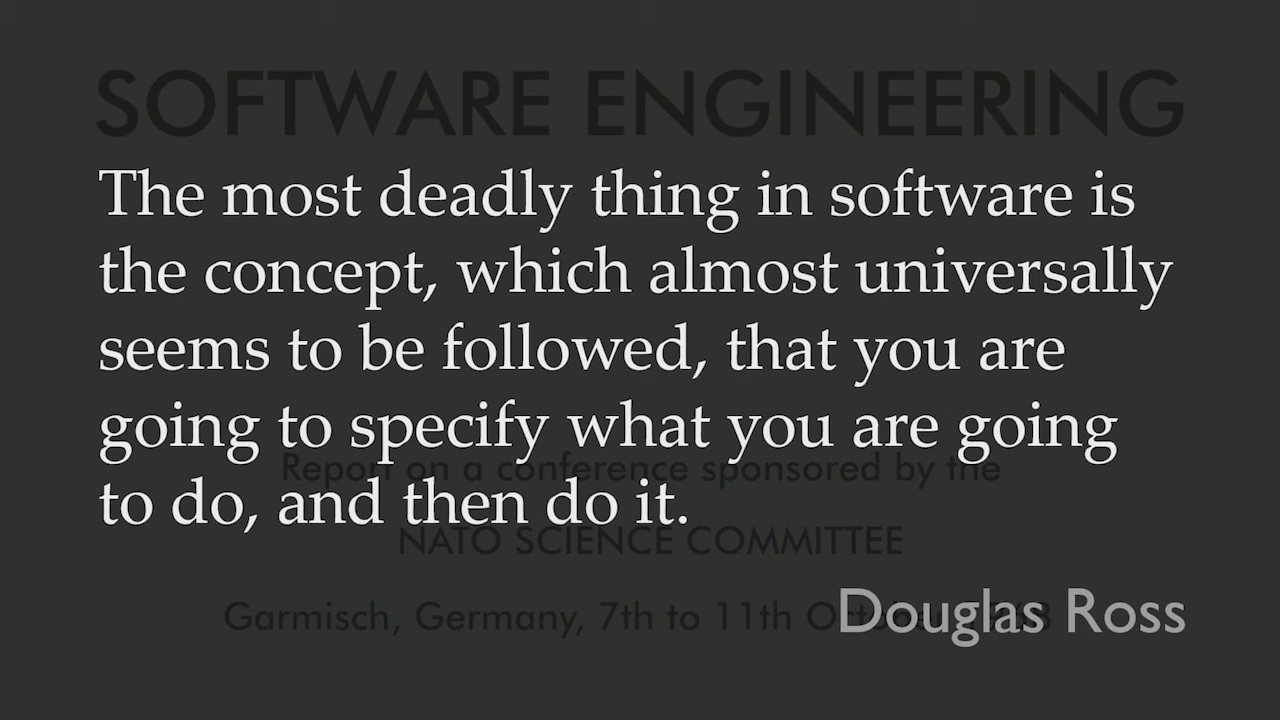 SOFTWARE ENGINEERING
The most deadly thing in software is
the concept, which almost universally
seems to be followed, that you are
going to specify what you are going
Report on a conference sponsored by the
to do, and then do it.
NATO SCIENCE COMMITTEE
Garmisch, Germany, 7th to 11th October 1968
Douglas Ross